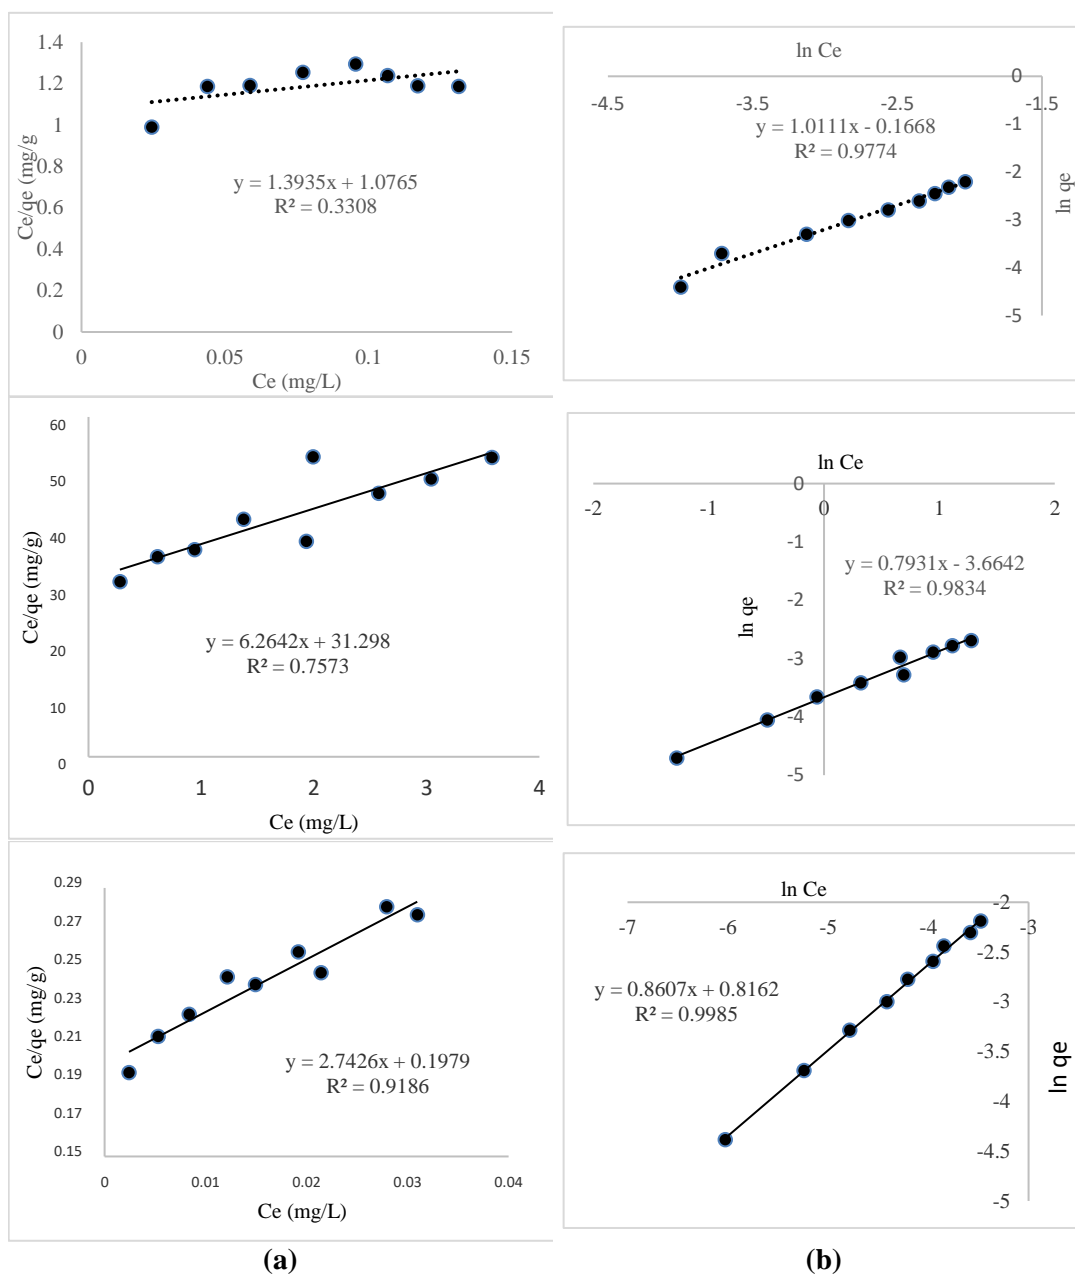 1.4
1.2
1
0.8
0.6
0.4
0.2
0
Ce/qe (mg/g
y = 1.3935x + 1.0765
R² = 0.3308
0
0.05
0.1
0.15
Ce (mg/L)
ln Ce
0
-4.5
-3.5
-2.5
-1.5
-1
-2
-3
-4
-5
y = 1.0111x - 0.1668
R² = 0.9774
ln qe
60
50
40
30
20
10
0
Ce/qe (mg/g)
y = 6.2642x + 31.298
R² = 0.7573
0
1
2
3
4
Ce (mg/L)
ln Ce
0
-2
-1
0
1
2
-1
-2
-3
-4
-5
y = 0.7931x - 3.6642
R² = 0.9834
ln qe
0.29
0.27
0.25
0.23
0.21
0.19
0.17
0.15
Ce/qe (mg/g)
y = 2.7426x + 0.1979
R² = 0.9186
0
0.01
0.02
0.03
0.04
Ce (mg/L)
ln Ce
-2
-7
-6
-5
-4
-3
-2.5
-3
-3.5
-4
-4.5
-5
y = 0.8607x + 0.8162
R² = 0.9985
ln qe
(a)
(b)